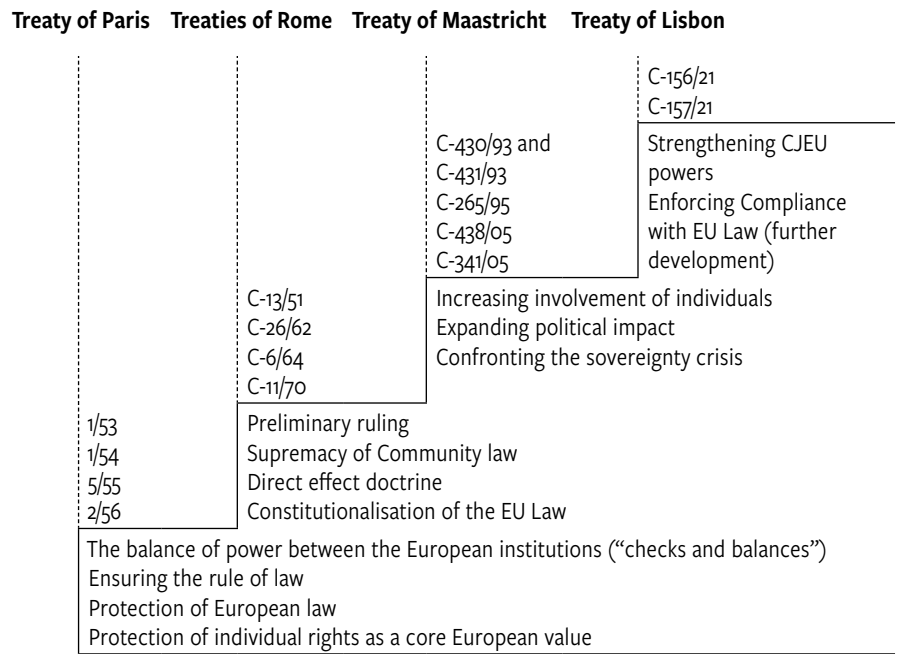 Treaty of Paris Treaties of Rome Treaty of Maastricht Treaty of Lisbon
C-156/21
C-157/21
C-430/93 and
C-431/93
C-265/95
C-438/05
C-341/05
Strengthening CJEU
powers
Enforcing Compliance
with EU Law (further
development)
C-13/51
C-26/62
C-6/64
C-11/70
Increasing involvement of individuals
Expanding political impact
Confronting the sovereignty crisis
1/53
1/54
5/55
2/56
Preliminary ruling
Supremacy of Community law
Direct effect doctrine
Constitutionalisation of the EU Law
The balance of power between the European institutions (“checks and balances”)
Ensuring the rule of law
Protection of European law
Protection of individual rights as a core European value